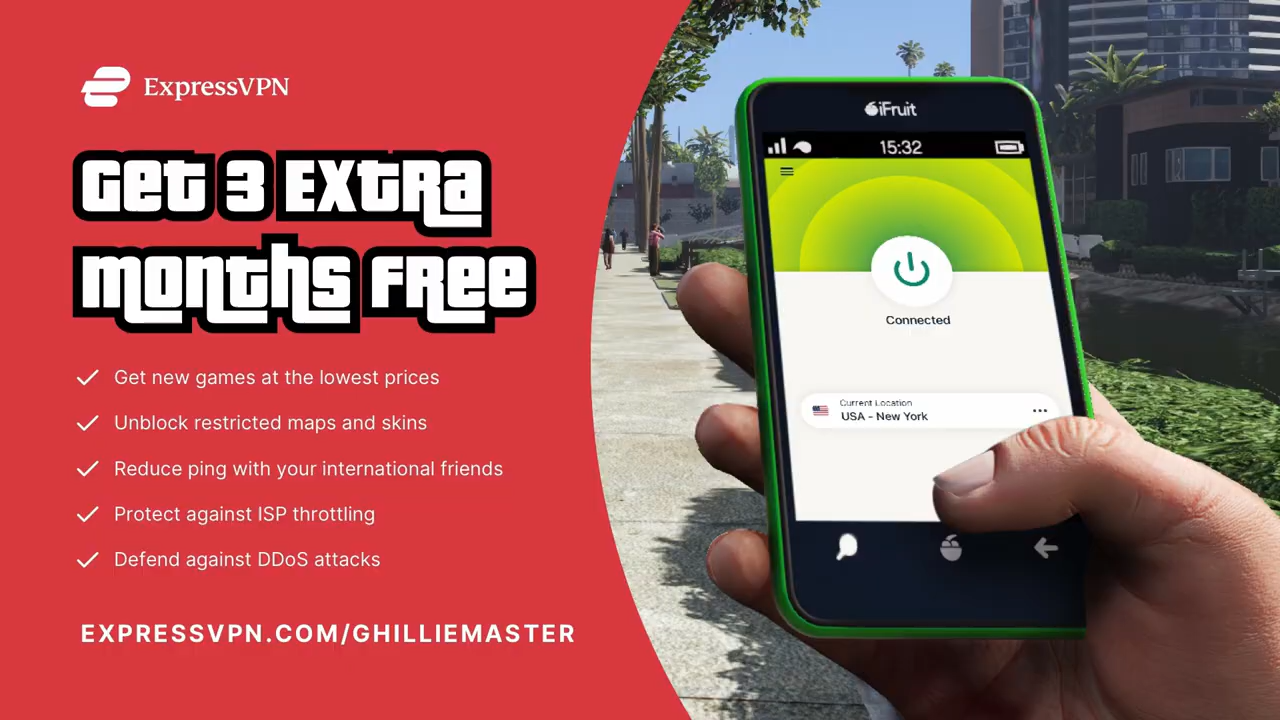 ExpressVPN
Get 3 Extra
Months Free
Get new games at the lowest prices
Unblock restricted maps and skins
Reduce ping with your international friends
Protect against ISP throttling
Defend against DDoS attacks
EXPRESSVPN.COM/GHILLIEMASTER
iFruit
15:32
Connected
Current Location
USA - New York